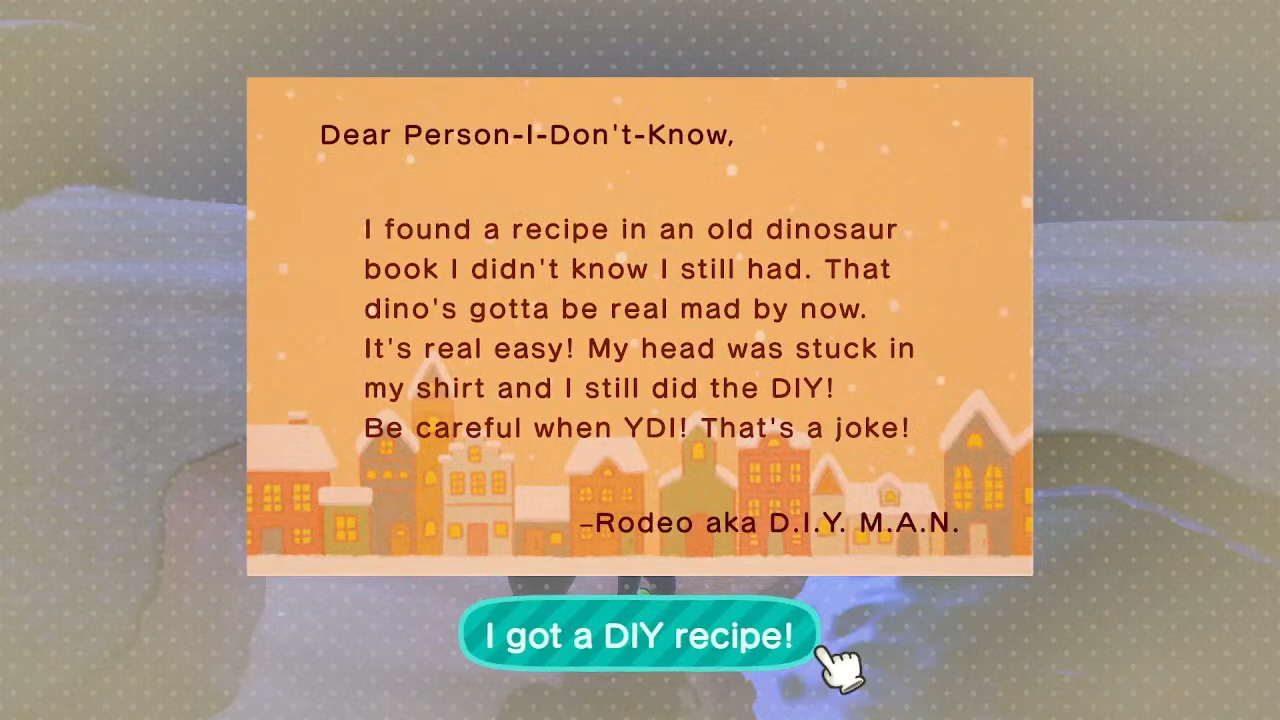 Dear Person-I-Don't-Know,
I found a recipe in an old dinosaur
book I didn't know I still had. That
dino's gotta be real mad by now.
It's real easy! My head was stuck in
my shirt and I still did the DIY!
Be careful when YDI! That's a joke!
–Rodeo aka D.I.Y. M.A.N.
I got a DIY recipe!